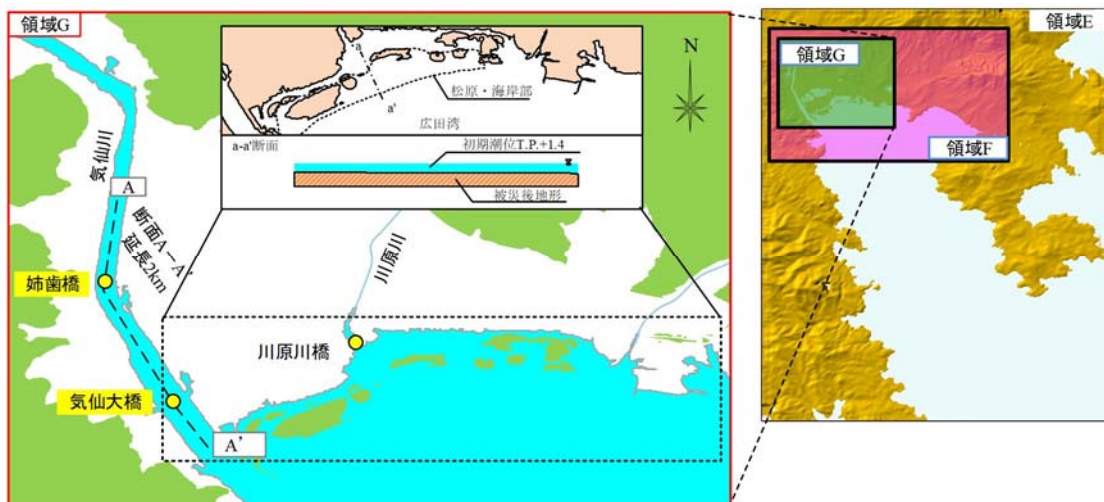 領域G
気仙川
A
断面A－A'
延長2km
姉歯橋
気仙大橋
A’
a
a'
松原・海岸部
広田湾
a-a'断面
初期潮位T.P.+1.4
被災後地形
N
川原川
川原川橋
領域E
領域G
領域F